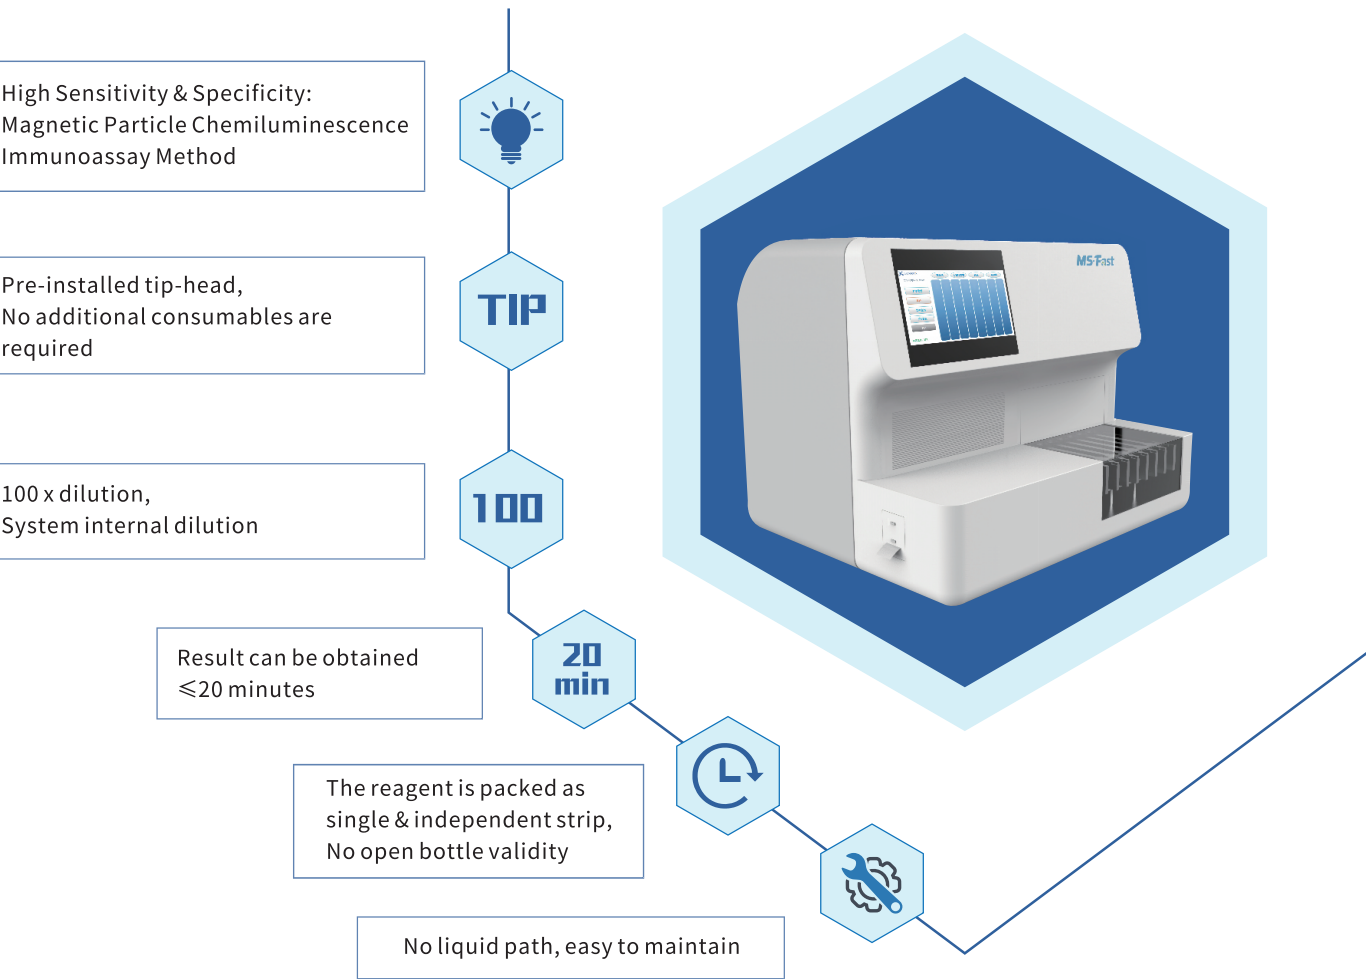 High Sensitivity & Specificity:
Magnetic Particle Chemiluminescence
Immunoassay Method
Pre-installed tip-head,
No additional consumables are
required
TIP
100 x dilution,
System internal dilution
100
Result can be obtained
⩽20 minutes
20
min
The reagent is packed as
single & independent strip,
No open bottle validity
No liquid path, easy to maintain
MS-Fast